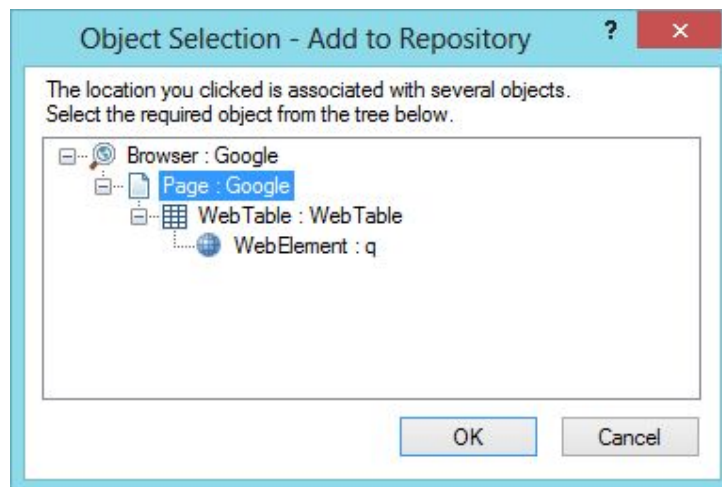 Object Selection - Add to Repository ? ×
The location you clicked is associated with several objects.
Select the required object from the tree below.
Browser : Google
Page : Google
WebTable : WebTable
WebElement : q
OK Cancel